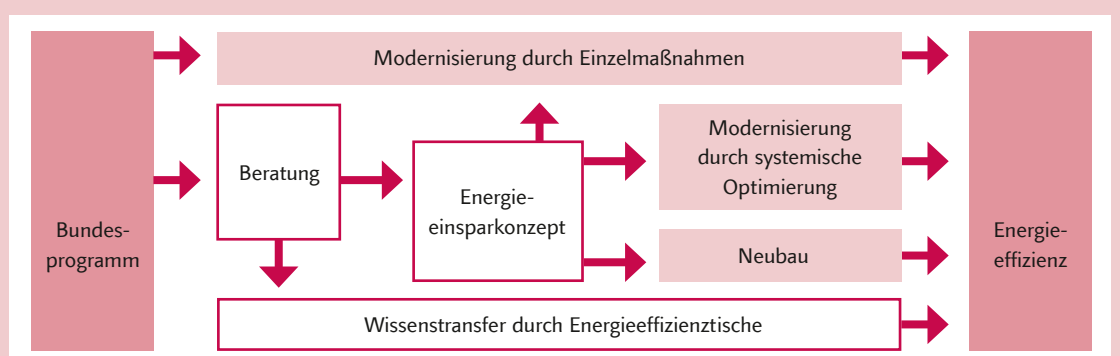 Modernisierung durch Einzelmaßnahmen
Bundes-
programm
Beratung
Energie-
einsparkonzept
Modernisierung
durch systemische
Optimierung
Neubau
Wissenstransfer durch Energieeffizienztische
Energie-
effizienz